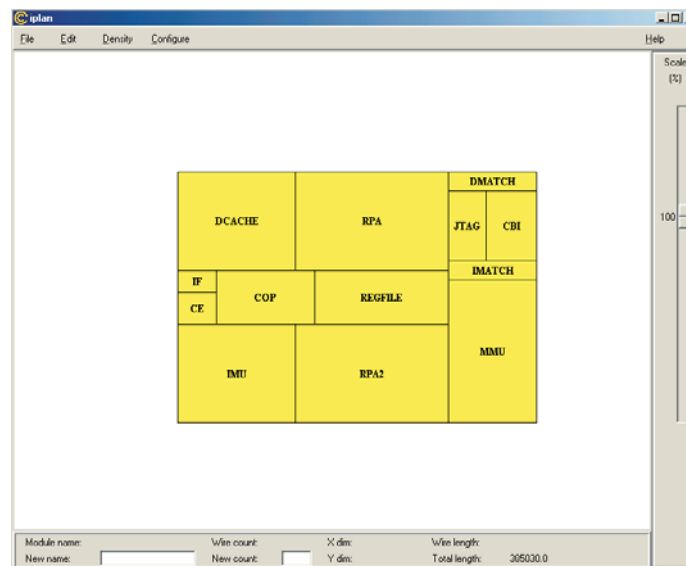 iplan
File Edit Density Configure Help
Scale
(%)
100
DCACHE RPA DMATCH
JTAG CBI
IF COP REGFILE IMATCH
CE
IMU RPA2 MMU
Module name: Wire count: X dim: Wire length:
New name: New count: Y dim: Total length: 385030.0